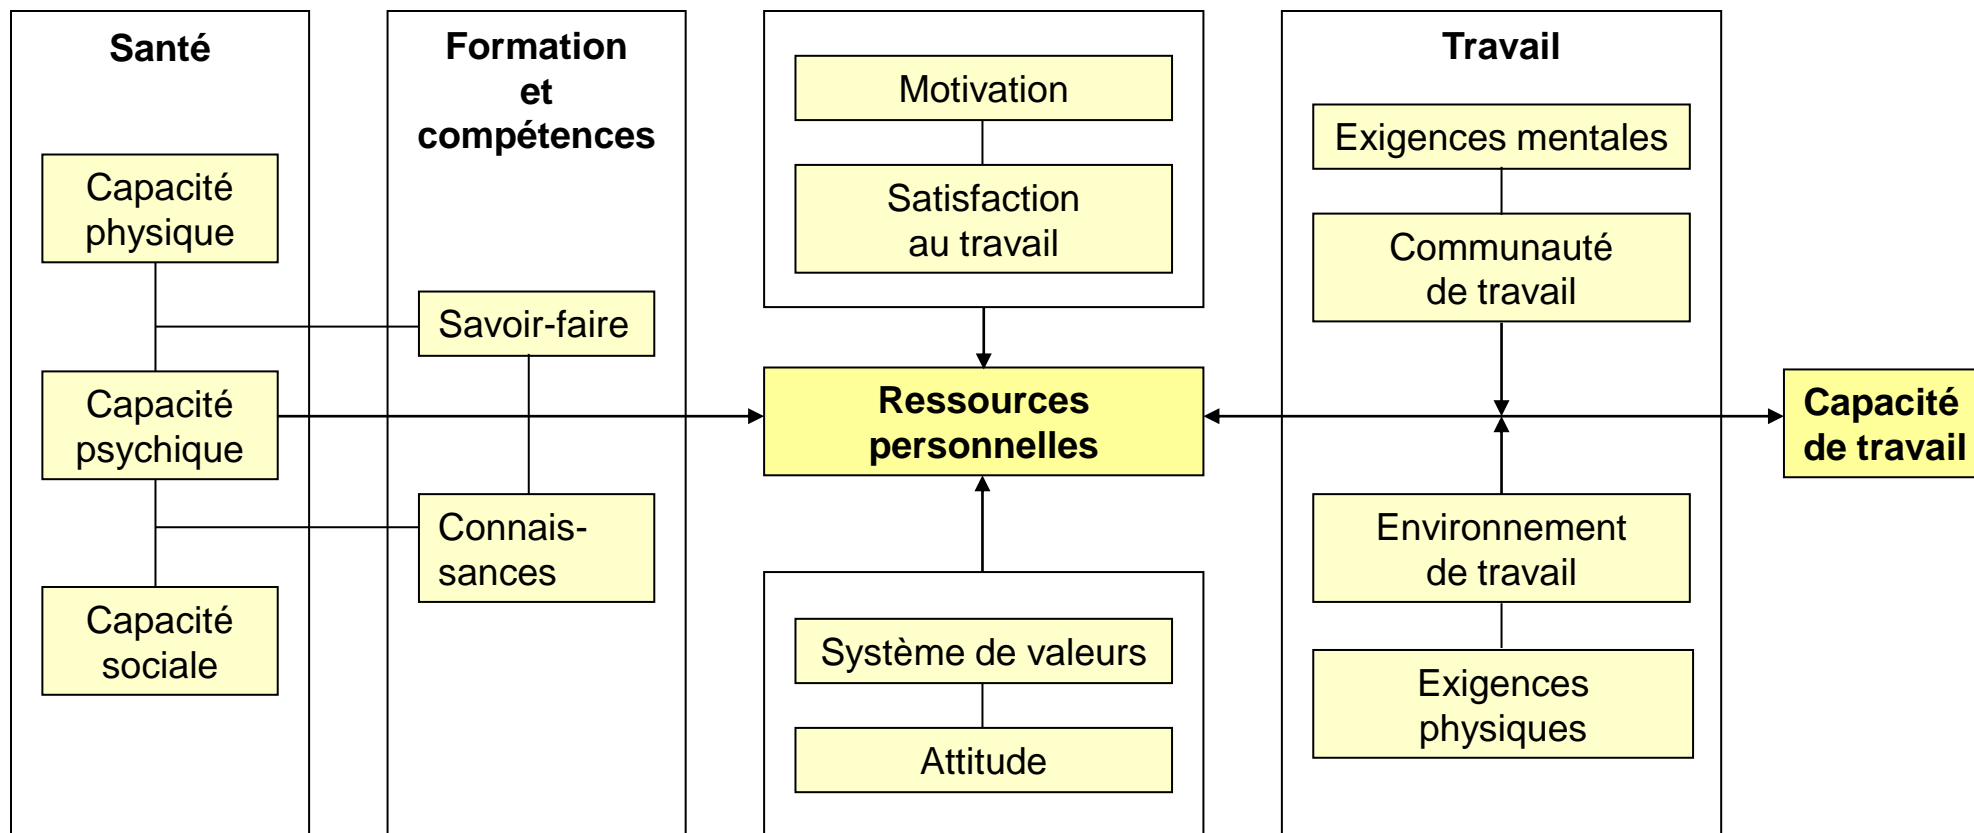 Santé
Capacité
physique
Capacité
psychique
Capacité
sociale
Formation
et
compétences
Savoir-faire
Connais-
sances
Motivation
Satisfaction
au travail
Ressources
personnelles
Système de valeurs
Attitude
Travail
Exigences mentales
Communauté
de travail
Environnement
de travail
Exigences
physiques
Capacité
de travail